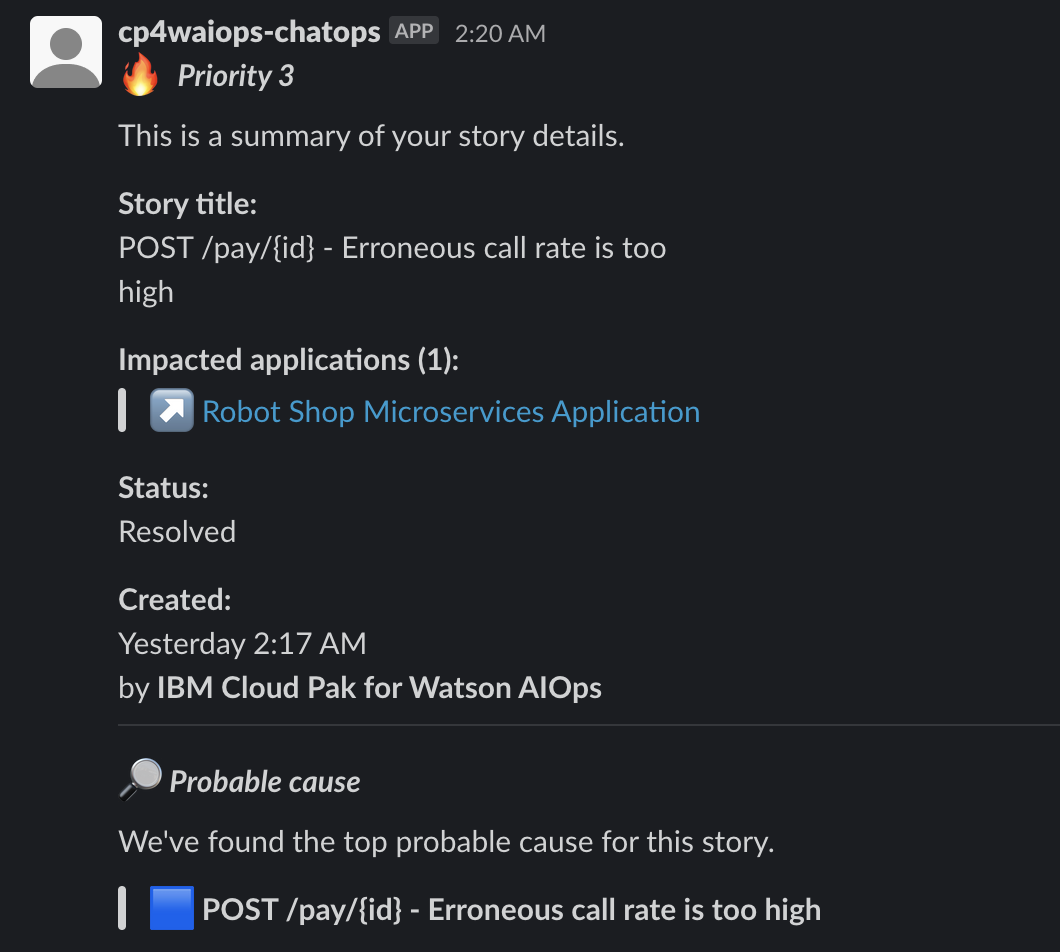 cp4waiops-chatops APP 2:20 AM
Priority 3
This is a summary of your story details.
Story title:
POST /pay/{id} - Erroneous call rate is too
high
Impacted applications (1):
Robot Shop Microservices Application
Status:
Resolved
Created:
Yesterday 2:17 AM
by IBM Cloud Pak for Watson AIOps
Probable cause
We've found the top probable cause for this story.
POST /pay/{id} - Erroneous call rate is too high